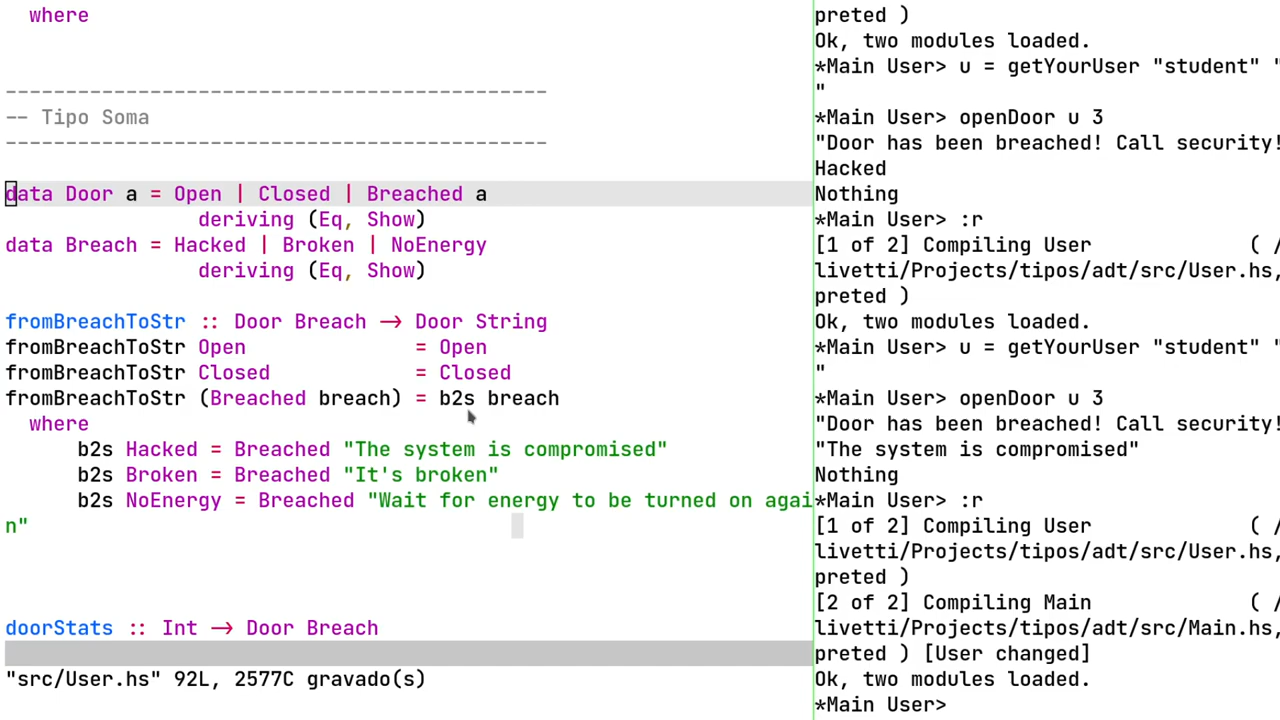 where
-------------------------------------------
-- Tipo Soma
-------------------------------------------
data Door a = Open | Closed | Breached a
deriving (Eq, Show)
data Breach = Hacked | Broken | NoEnergy
deriving (Eq, Show)
fromBreachToStr :: Door Breach → Door String
fromBreachToStr Open = Open
fromBreachToStr Closed = Closed
fromBreachToStr (Breached breach) = b2s breach
where
b2s Hacked = Breached "The system is compromised"
b2s Broken = Breached "It's broken"
b2s NoEnergy = Breached "Wait for energy to be turned on agai
n"
doorStats :: Int → Door Breach
"src/User.hs" 92L, 2577C gravado(s)
preted )
Ok, two modules loaded.
*Main User> u = getYourUser "student" "
"
*Main User> openDoor u 3
"Door has been breached! Call security!
Hacked
Nothing
*Main User> :r
[1 of 2] Compiling User ( /
livetti/Projects/tipos/adt/src/User.hs,
preted )
Ok, two modules loaded.
*Main User> u = getYourUser "student" "
"
*Main User> openDoor u 3
"Door has been breached! Call security!
"The system is compromised"
Nothing
*Main User> :r
[1 of 2] Compiling User ( /
livetti/Projects/tipos/adt/src/User.hs,
preted )
[2 of 2] Compiling Main ( /
livetti/Projects/tipos/adt/src/Main.hs,
preted ) [User changed]
Ok, two modules loaded.
*Main User>